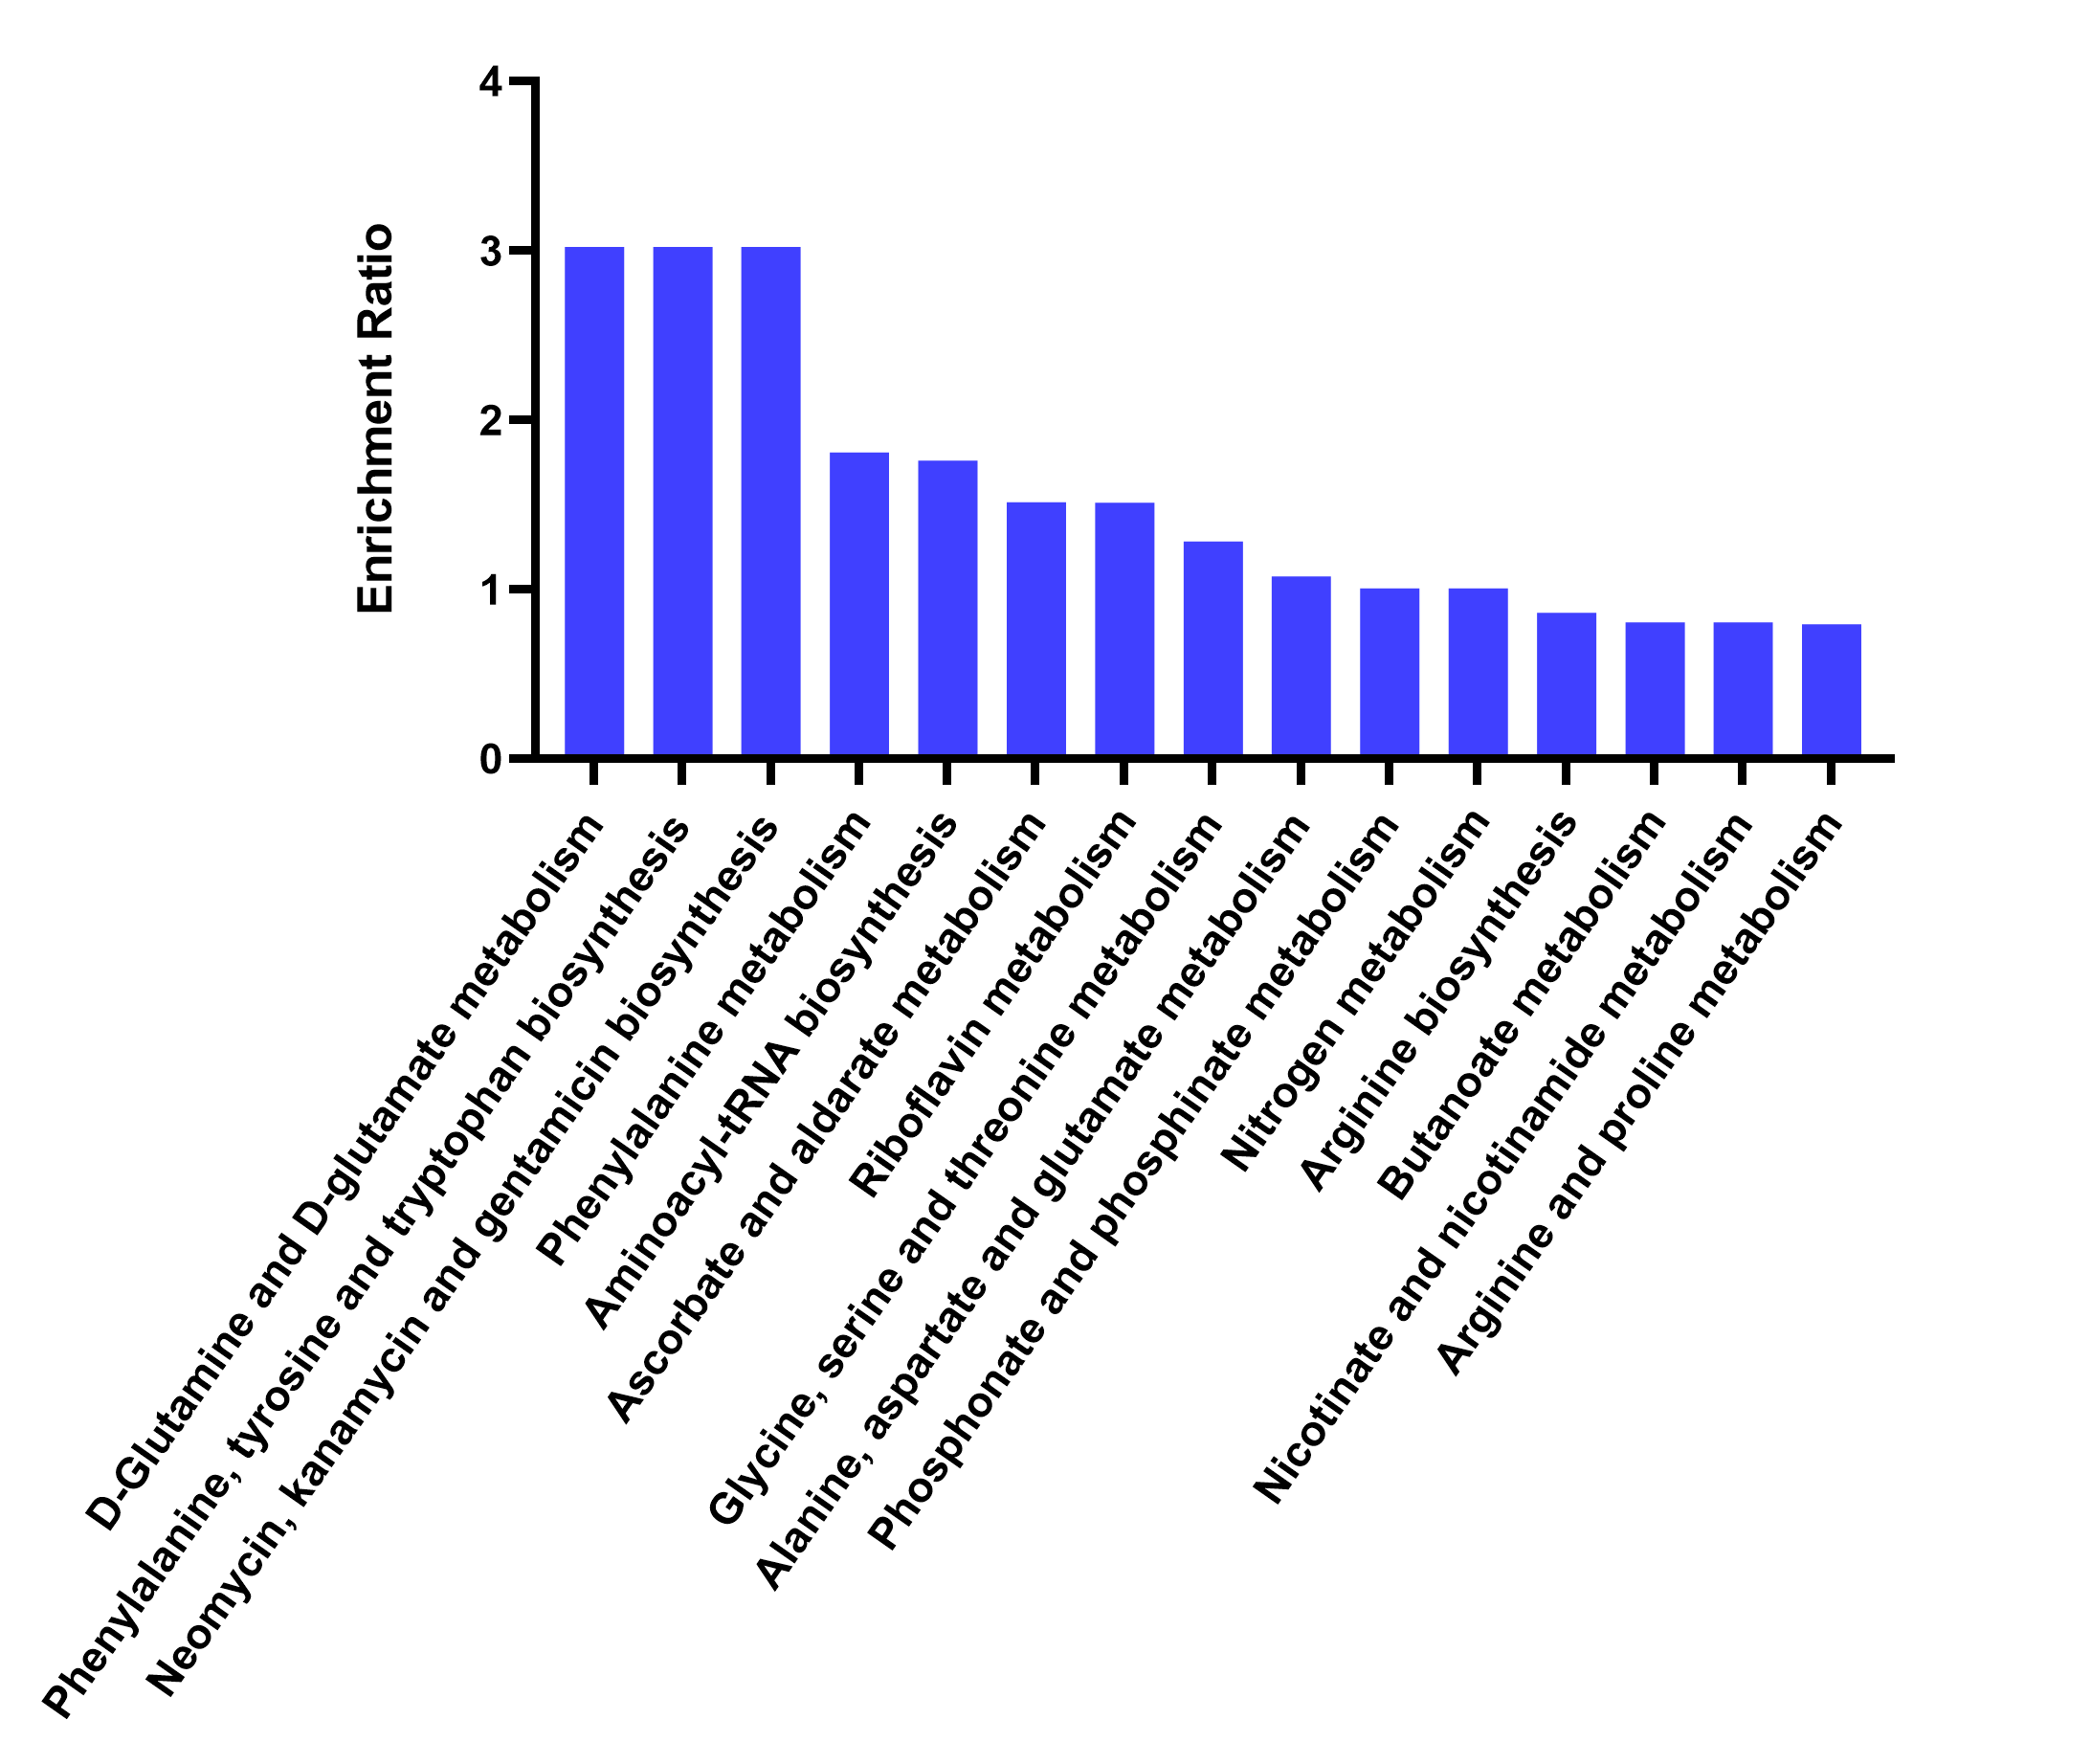 Enrichment Ratio
4
3
2
1
0
D-Glutamine and D-glutamate metabolism
Phenylalanine, tyrosine and tryptophan biosynthesis
Neomycin, kanamycin and gentamicin biosynthesis
Phenylalanine metabolism
Aminoacyl-tRNA biosynthesis
Ascorbate and aldarate metabolism
Riboflavin metabolism
Glycine, serine and threonine metabolism
Alanine, aspartate and glutamate metabolism
Phosphonate and phosphinate metabolism
Nitrogen metabolism
Arginine biosynthesis
Butanoate metabolism
Nicotinate and nicotinamide metabolism
Arginine and proline metabolism